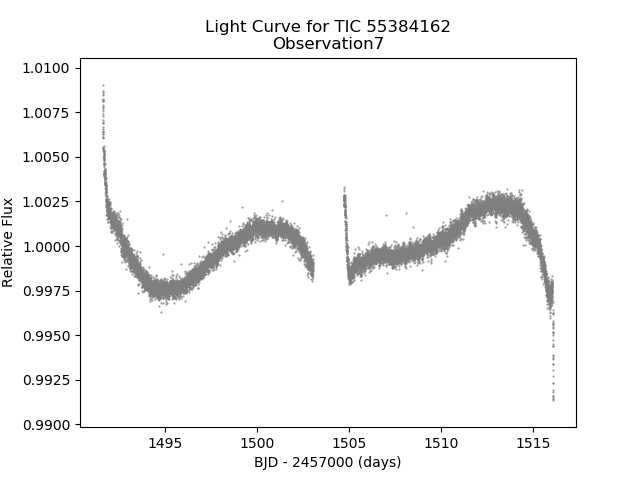 Light Curve for TIC 55384162
Observation7
1.0100
1.0075
1.0050
1.0025
1.0000
0.9975
0.9950
0.9925
0.9900
Relative Flux
1495 1500 1505 1510 1515
BJD - 2457000 (days)